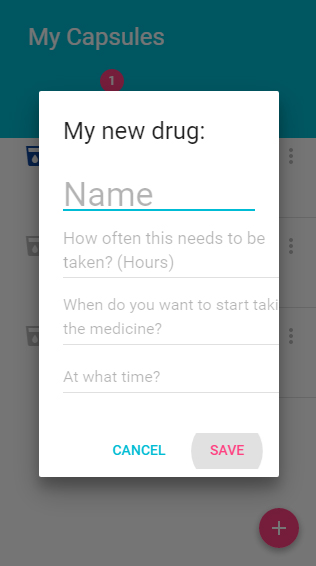 My Capsules
1
My new drug:
Name
How often this needs to be
taken? (Hours)
When do you want to start taki
the medicine?
At what time?
CANCEL SAVE